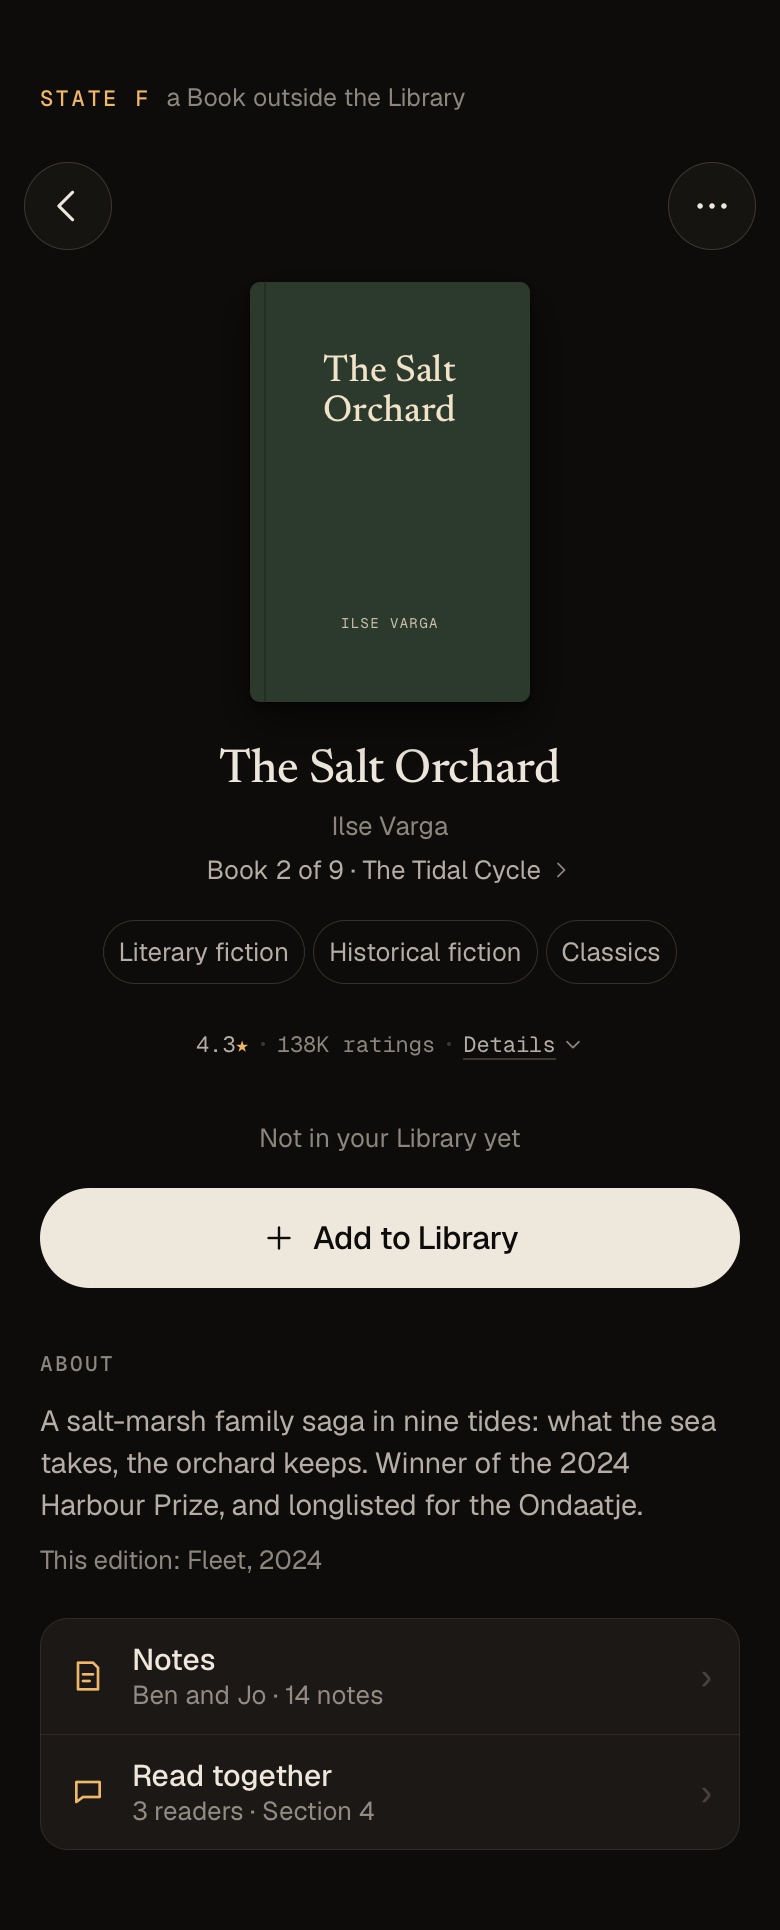 STATE F a Book outside the Library
The Salt
Orchard
ILSE VARGA
The Salt Orchard
Ilse Varga
Book 2 of 9 · The Tidal Cycle
Literary fiction Historical fiction Classics
4.3★ · 138K ratings · Details
Not in your Library yet
+ Add to Library
ABOUT
A salt-marsh family saga in nine tides: what the sea
takes, the orchard keeps. Winner of the 2024
Harbour Prize, and longlisted for the Ondaatje.
This edition: Fleet, 2024
Notes
Ben and Jo · 14 notes
Read together
3 readers · Section 4